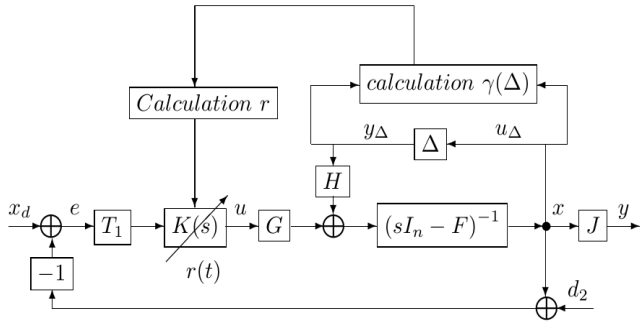 calculation γ(Δ)
Calculation r
y_Δ
Δ
u_Δ
H
x_d
e
T_1
K(s)
u
G
(sI_n − F)^{−1}
x
J
y
r(t)
−1
d_2